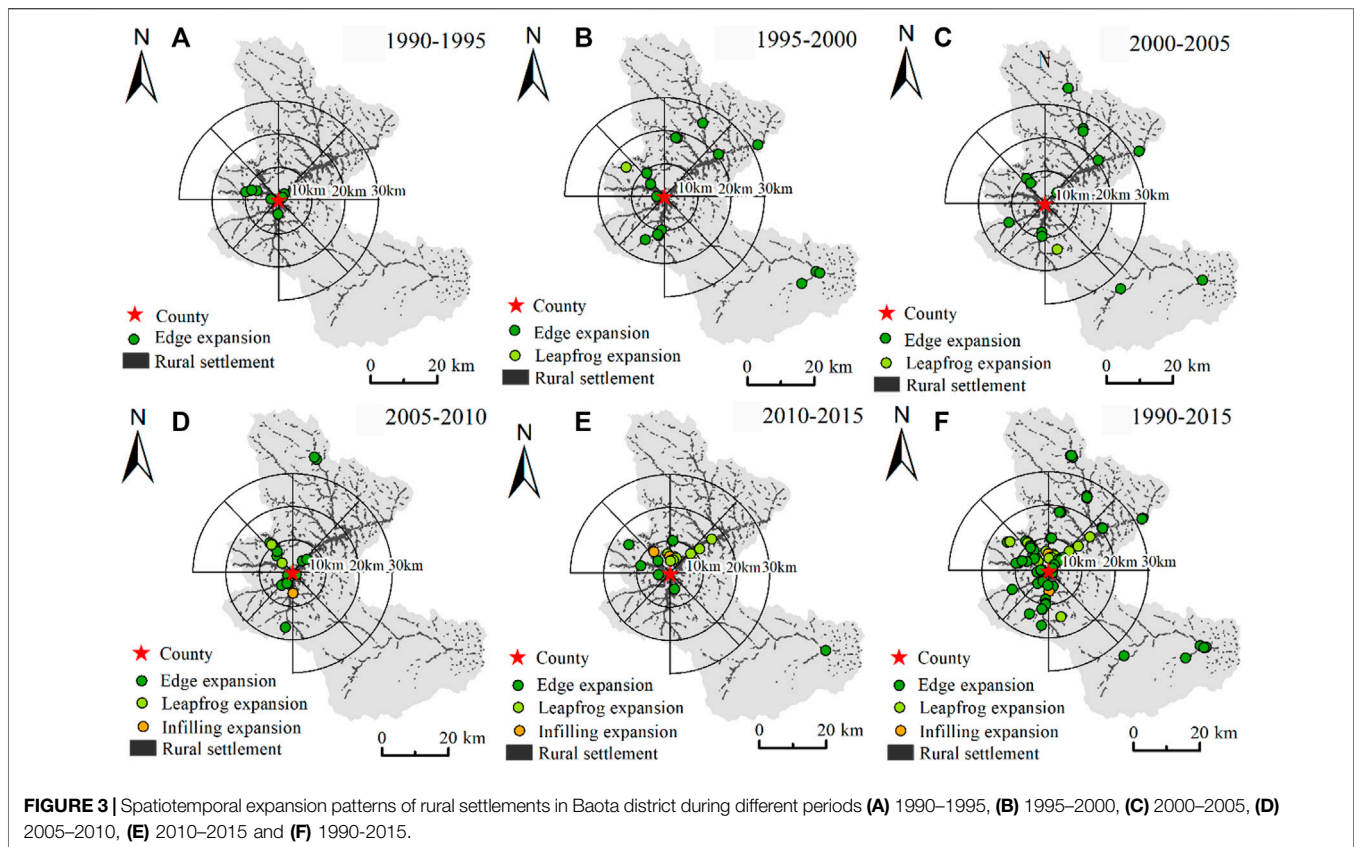 N A 1990-1995
10km 20km 30km
County
Edge expansion
Rural settlement
0 20 km
N B 1995-2000
10km 20km 30km
County
Edge expansion
Leapfrog expansion
Rural settlement
0 20 km
N C 2000-2005
N
10km 20km 30km
County
Edge expansion
Leapfrog expansion
Rural settlement
0 20 km
N D 2005-2010
10km 20km 30km
County
Edge expansion
Leapfrog expansion
Infilling expansion
Rural settlement
0 20 km
N E 2010-2015
10km 20km 30km
County
Edge expansion
Leapfrog expansion
Infilling expansion
Rural settlement
0 20 km
N F 1990-2015
10km 20km 30km
County
Edge expansion
Leapfrog expansion
Infilling expansion
Rural settlement
0 20 km
FIGURE 3 | Spatiotemporal expansion patterns of rural settlements in Baota district during different periods (A) 1990–1995, (B) 1995–2000, (C) 2000–2005, (D)
2005–2010, (E) 2010–2015 and (F) 1990-2015.